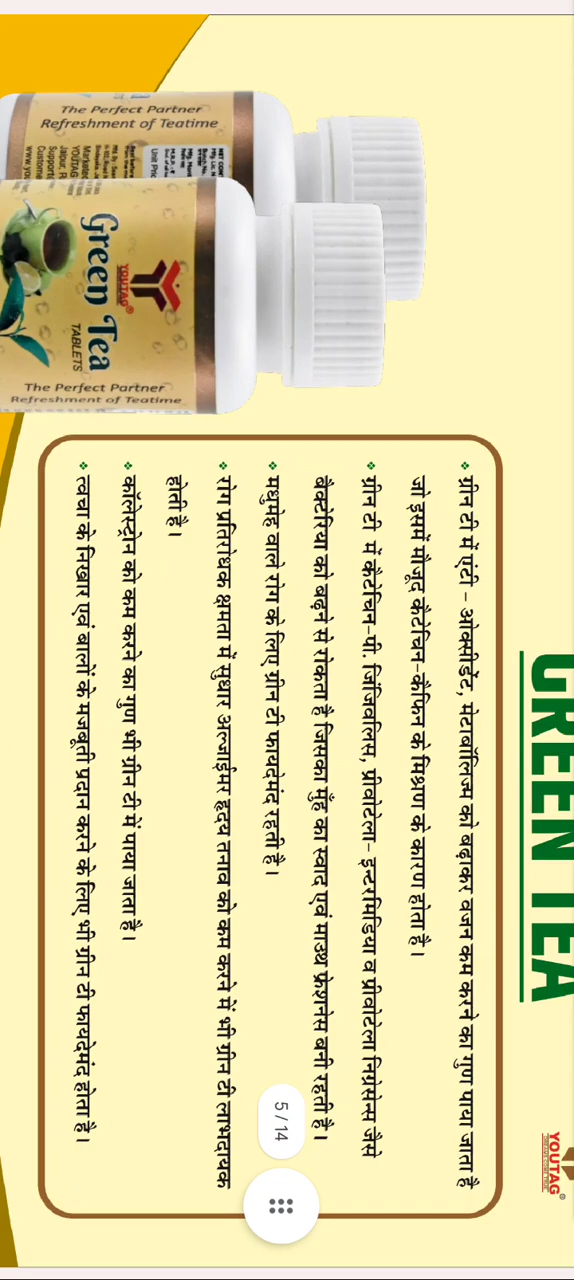 GREEN TEA
YOUTAG
❖ ग्रीन टी में एंटी - ओक्सीडेंट, मेटाबॉलिज्म को बढ़ाकर वजन कम करने का गुण पाया जाता है
जो इसमें मौजूद कैटेचिन-कैफिन के मिश्रण के कारण होता है।
❖ ग्रीन टी में कैटेचिन-पी. जिंजिवलिस, प्रीवोटेला- इन्टरमिडिया व प्रीवोटेला निग्रेसेन्स जैसे
बैक्टेरिया को बढ़ने से रोकता है जिसका मुँह का स्वाद एवं माउथ फ्रेशनेस बनी रहती है।
❖ मधुमेह वाले रोग के लिए ग्रीन टी फायदेमंद रहती है।
❖ रोग प्रतिरोधक क्षमता में सुधार अल्जाईमर हृदय तनाव को कम करने में भी ग्रीन टी लाभदायक
होती है।
❖ कॉलेस्ट्रोन को कम करने का गुण भी ग्रीन टी में पाया जाता है।
❖ त्वचा के निखार एवं बालों के मजबुती प्रदान करने के लिए भी ग्रीन टी फायदेमंद होता है।
The Perfect Partner
Refreshment of Teatime
YOUTAG
Green Tea
TABLETS
The Perfect Partner
Refreshment of Teatime
5 / 14